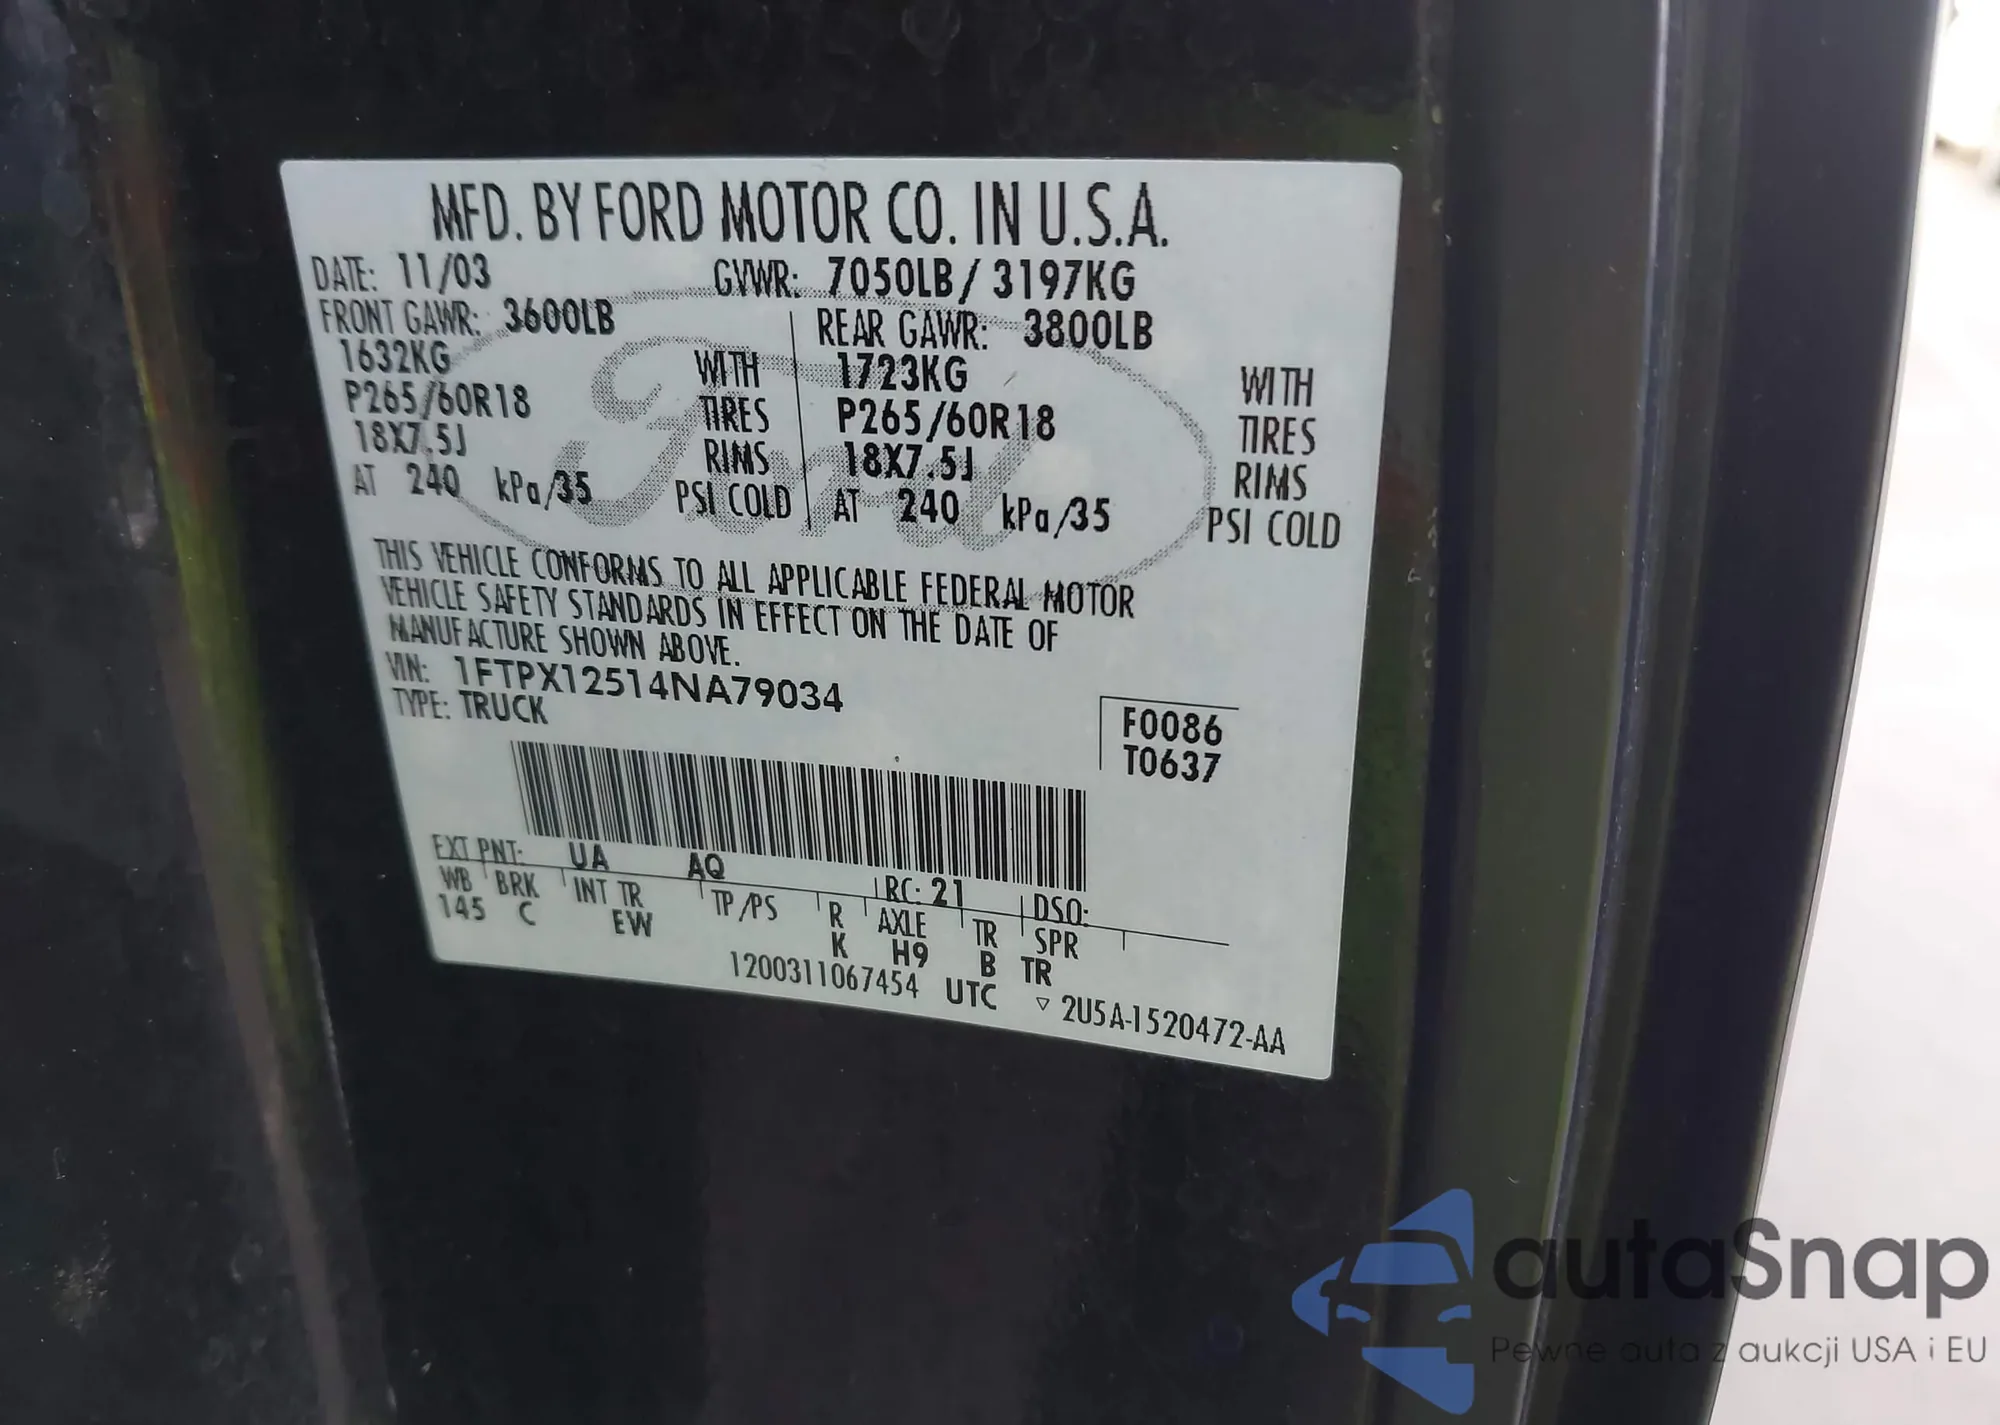 MFD. BY FORD MOTOR CO. IN U.S.A.
DATE: 11/03 GVWR: 7050LB / 3197KG
FRONT GAWR: 3600LB REAR GAWR: 3800LB
1632KG WITH 1723KG WITH
P265/60R18 TIRES P265/60R18 TIRES
18X7.5J RIMS 18X7.5J RIMS
AT 240 kPa/35 PSI COLD AT 240 kPa/35 PSI COLD
Ford
THIS VEHICLE CONFORMS TO ALL APPLICABLE FEDERAL MOTOR
VEHICLE SAFETY STANDARDS IN EFFECT ON THE DATE OF
MANUFACTURE SHOWN ABOVE.
VIN: 1FTPX12514NA79034
TYPE: TRUCK
F0086
T0637
EXT PNT: UA AQ RC: 21 DSO:
WB BRK INT TR TP/PS R AXLE TR SPR
145 C EW K H9 B TR
1200311067454 UTC ▽ 2U5A-1520472-AA
autaSnap
Pewne auta z aukcji USA i EU